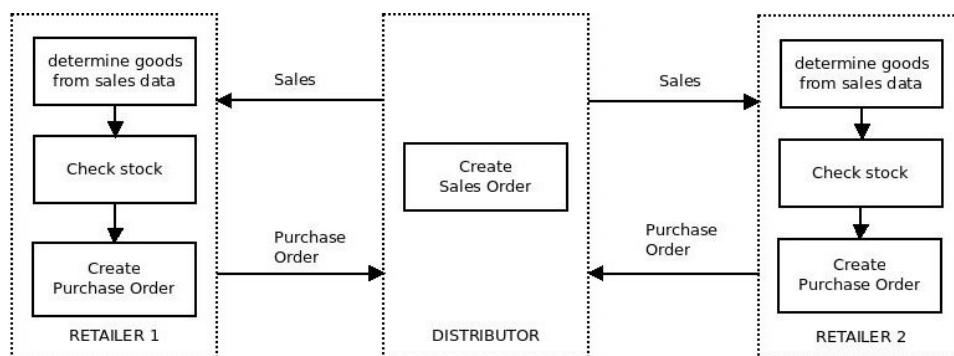 determine goods
from sales data
Check stock
Create
Purchase Order
RETAILER 1
Sales
Purchase
Order
Create
Sales Order
DISTRIBUTOR
Sales
Purchase
Order
determine goods
from sales data
Check stock
Create
Purchase Order
RETAILER 2